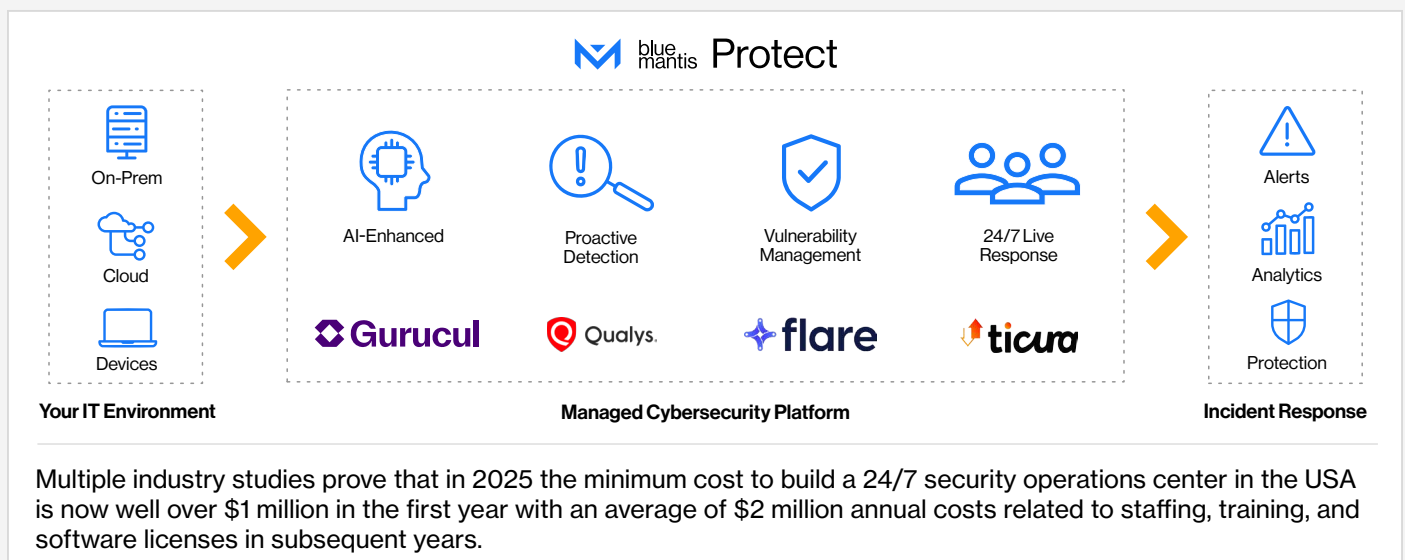 blue
mantis Protect
On-Prem
Cloud
Devices
Your IT Environment
AI-Enhanced
Proactive
Detection
Vulnerability
Management
24/7 Live
Response
Gurucul
Qualys.
flare
ticura
Managed Cybersecurity Platform
Alerts
Analytics
Protection
Incident Response
Multiple industry studies prove that in 2025 the minimum cost to build a 24/7 security operations center in the USA
is now well over $1 million in the first year with an average of $2 million annual costs related to staffing, training, and
software licenses in subsequent years.